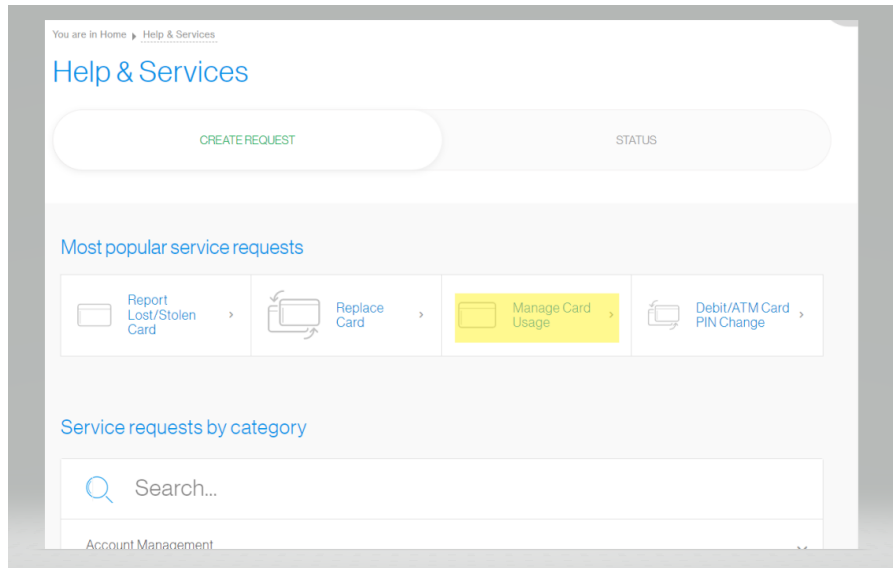 You are in Home ▸ Help & Services
Help & Services
CREATE REQUEST
STATUS
Most popular service requests
Report
Lost/Stolen
Card
Replace
Card
Manage Card
Usage
Debit/ATM Card
PIN Change
Service requests by category
Search...
Account Management